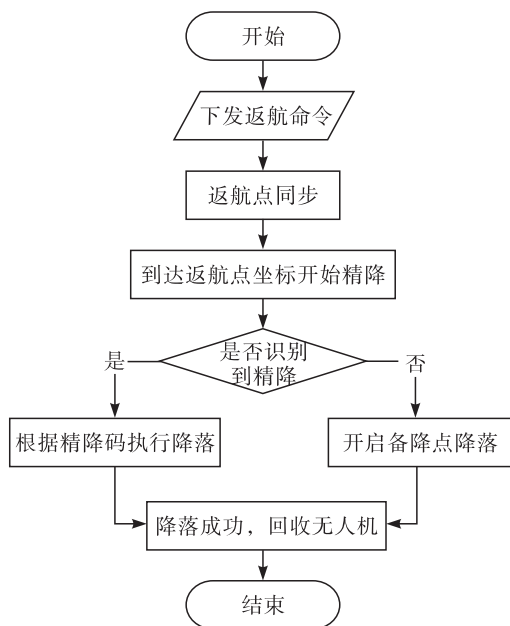 开始
下发返航命令
返航点同步
到达返航点坐标开始精降
是否识别
到精降
是
否
根据精降码执行降落
开启备降点降落
降落成功，回收无人机
结束